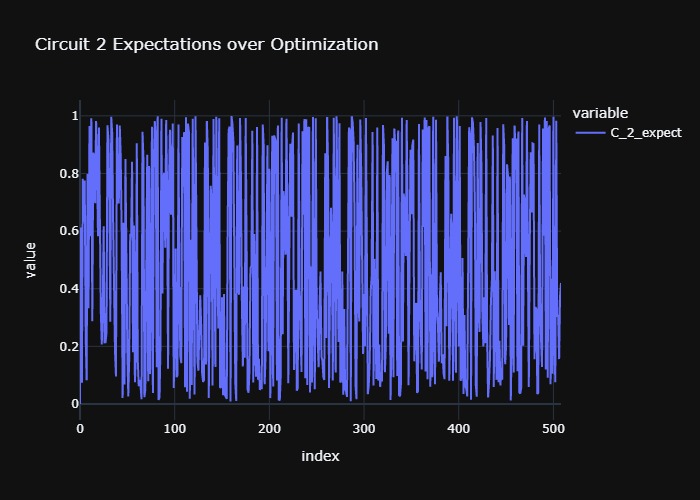 Circuit 2 Expectations over Optimization
variable
C_2_expect
1
0.8
0.6
0.4
0.2
0
value
0
100
200
300
400
500
index